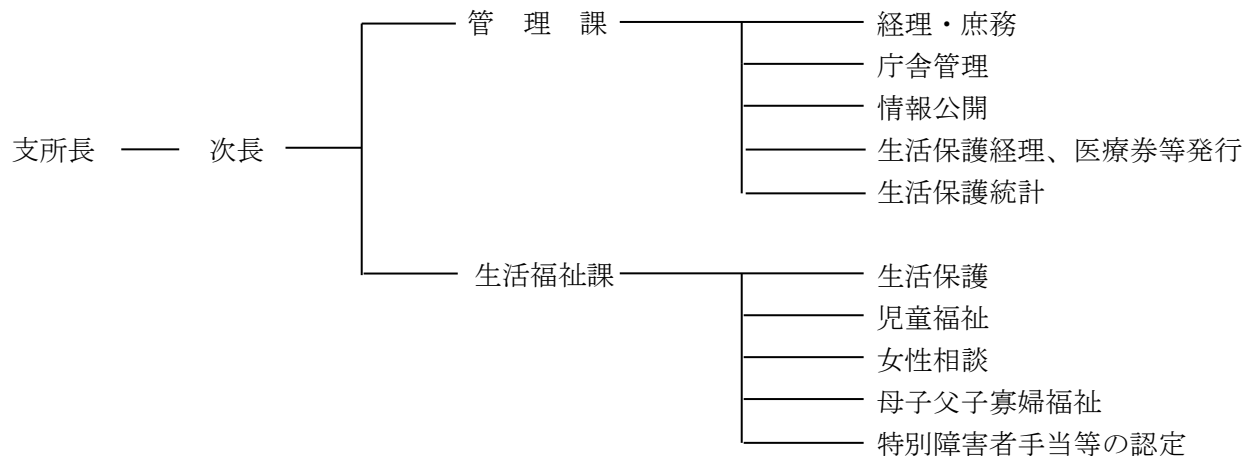 管　理　課
経理・庶務
庁舎管理
情報公開
支所長
次長
生活保護経理、医療券等発行
生活保護統計
生活福祉課
生活保護
児童福祉
女性相談
母子父子寡婦福祉
特別障害者手当等の認定